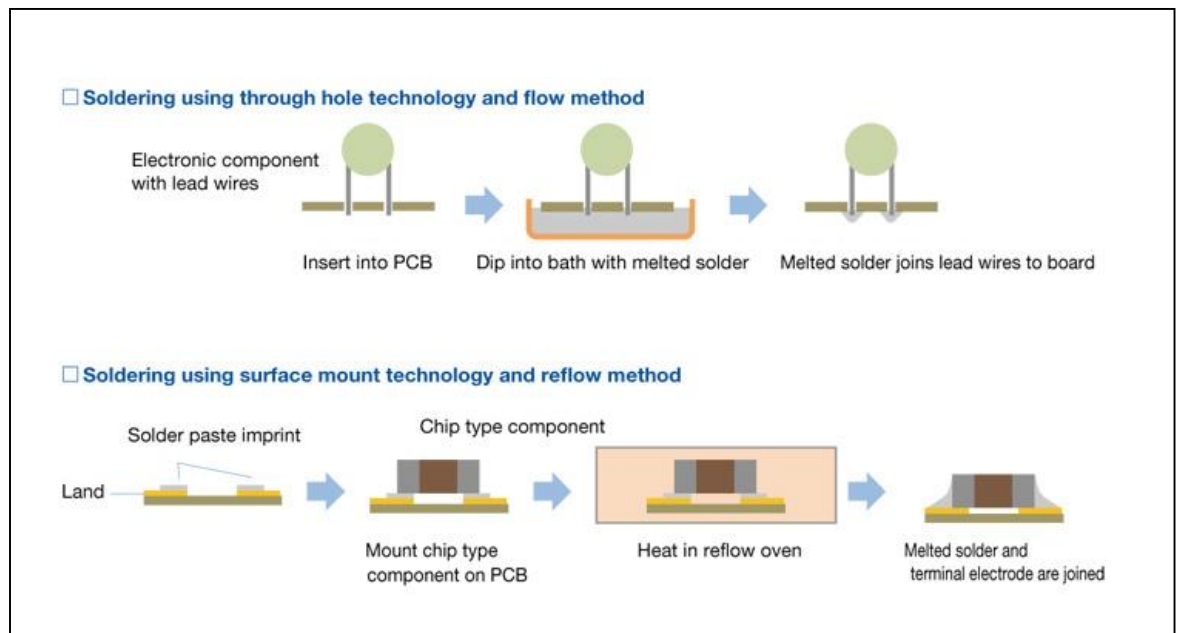 Soldering using through hole technology and flow method
Electronic component
with lead wires
Insert into PCB
Dip into bath with melted solder
Melted solder joins lead wires to board
Soldering using surface mount technology and reflow method
Solder paste imprint
Chip type component
Land
Mount chip type
component on PCB
Heat in reflow oven
Melted solder and
terminal electrode are joined